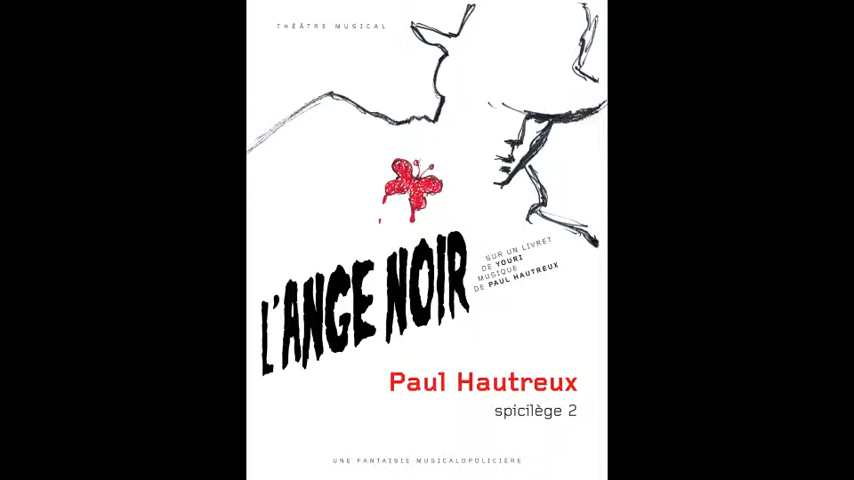 THÉÂTRE MUSICAL
L'ANGE NOIR
SUR UN LIVRET
DE YOURI
MUSIQUE
DE PAUL HAUTREUX
Paul Hautreux
spicilège 2
UNE FANTAISIE MUSICALOPOLICIÈRE